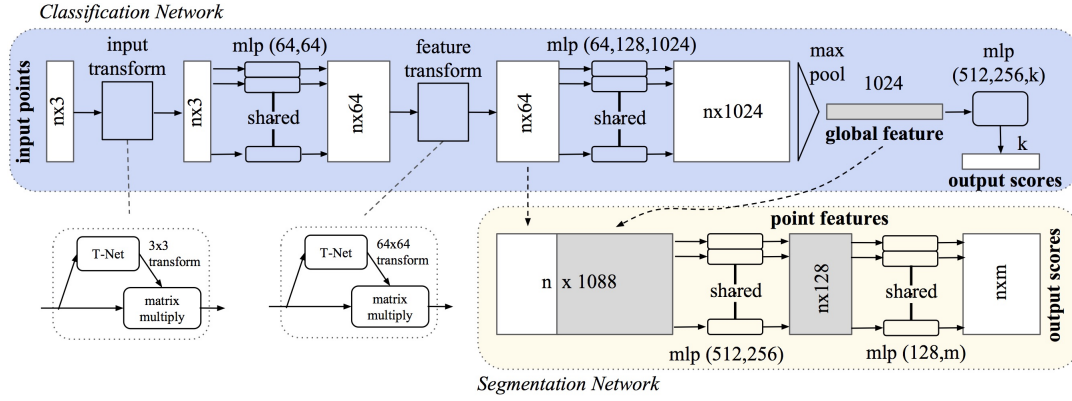 Classification Network
input points
nx3
input
transform
nx3
mlp (64,64)
shared
nx64
feature
transform
nx64
mlp (64,128,1024)
shared
nx1024
max
pool
1024
global feature
mlp
(512,256,k)
k
output scores
T-Net
3x3
transform
matrix
multiply
T-Net
64x64
transform
matrix
multiply
point features
n x 1088
shared
mlp (512,256)
nx128
shared
mlp (128,m)
nxm
output scores
Segmentation Network